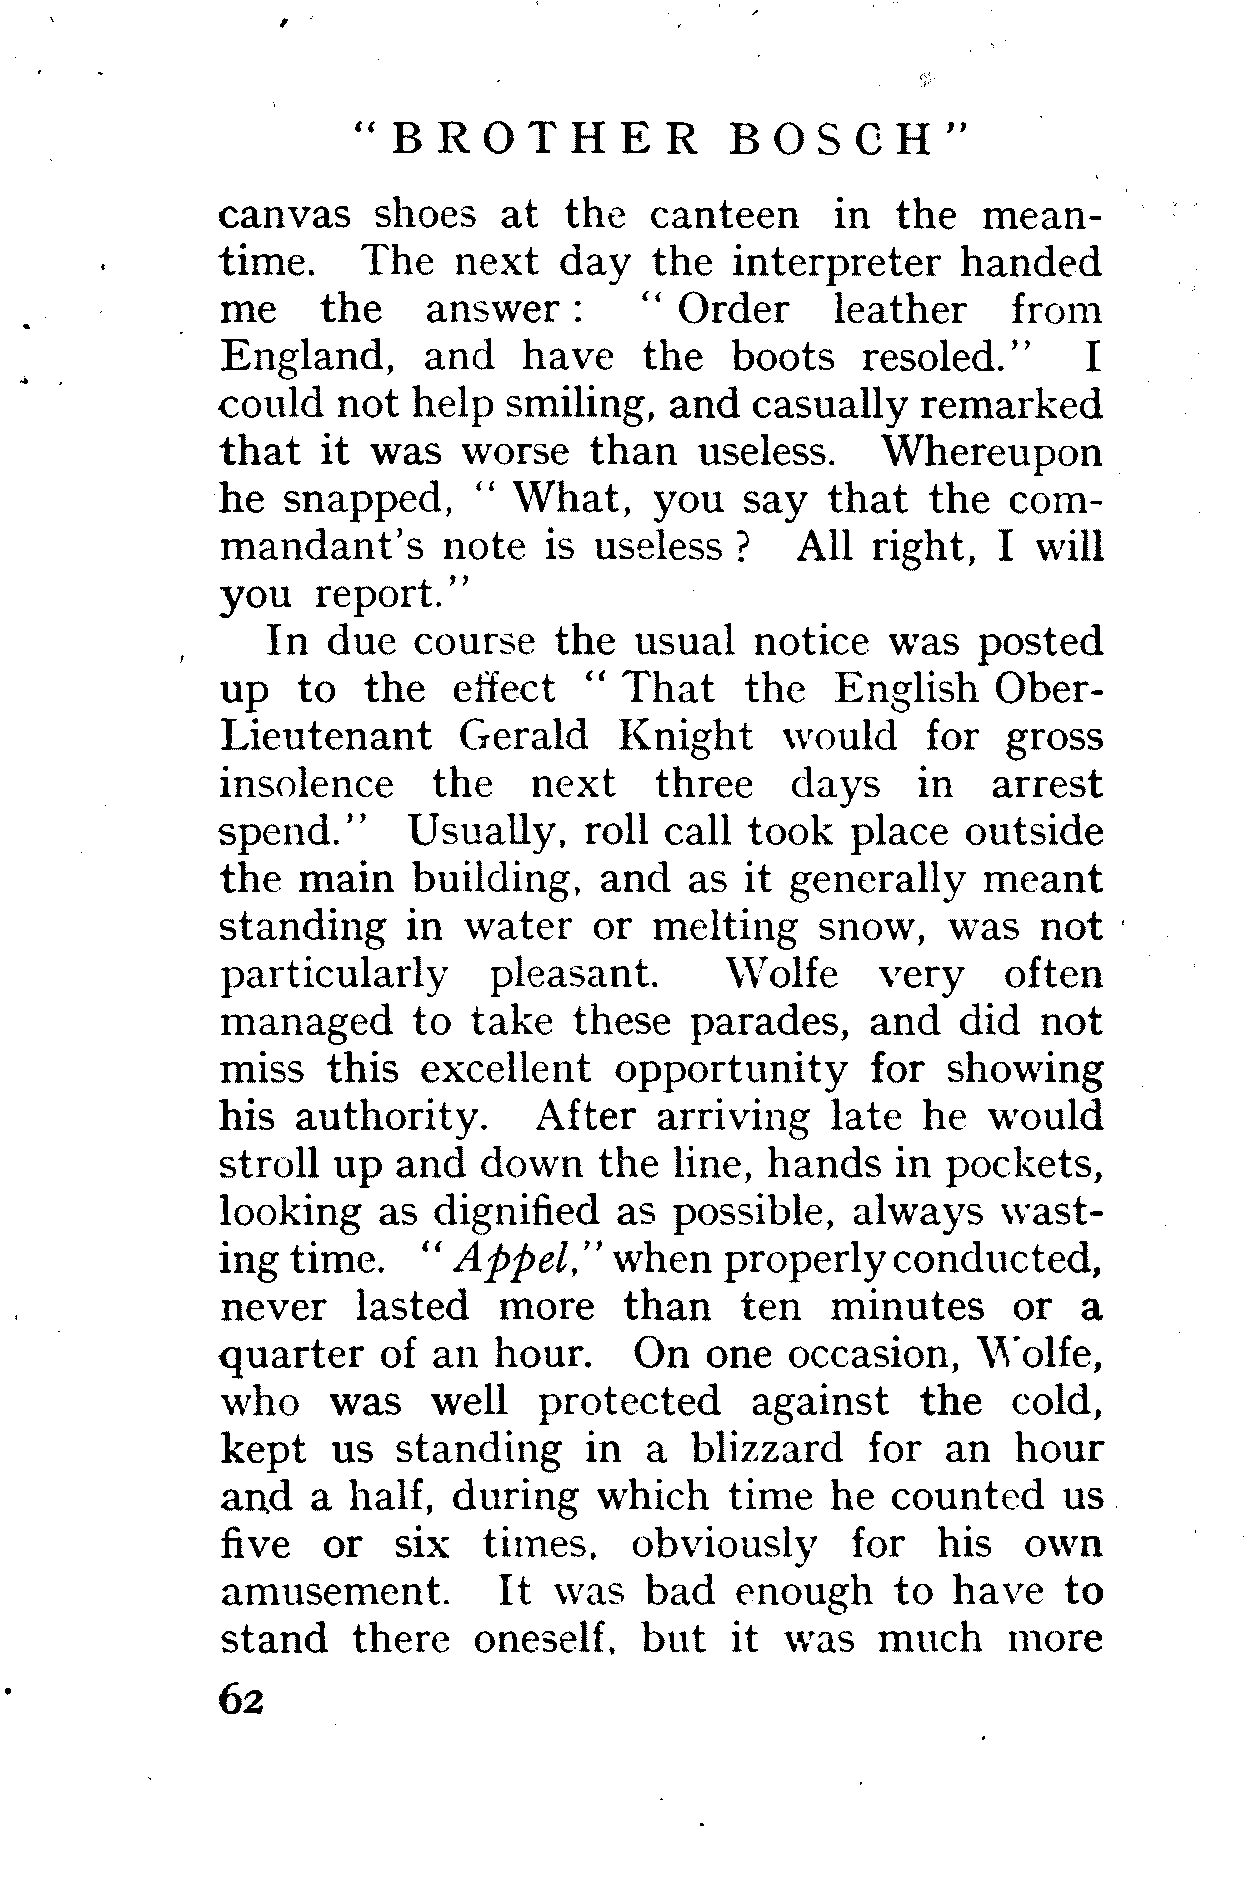 “ BROTHER BOSCH ”
canvas shoes at the canteen in the mean-
time. The next day the interpreter handed
me the answer : “ Order leather from
England, and have the boots resoled.” I
could not help smiling, and casually remarked
that it was worse than useless. Whereupon
he snapped, “ What, you say that the com-
mandant’s note is useless ? All right, I will
you report.”
In due course the usual notice was posted
up to the effect “ That the English Ober-
Lieutenant Gerald Knight would for gross
insolence the next three days in arrest
spend.” Usually, roll call took place outside
the main building, and as it generally meant
standing in water or melting snow, was not
particularly pleasant. Wolfe very often
managed to take these parades, and did not
miss this excellent opportunity for showing
his authority. After arriving late he would
stroll up and down the line, hands in pockets,
looking as dignified as possible, always wast-
ing time. “ Appel,” when properly conducted,
never lasted more than ten minutes or a
quarter of an hour. On one occasion, Wolfe,
who was well protected against the cold,
kept us standing in a blizzard for an hour
and a half, during which time he counted us
five or six times, obviously for his own
amusement. It was bad enough to have to
stand there oneself, but it was much more
62